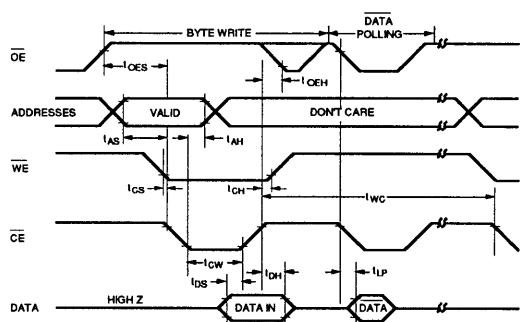 BYTE WRITE
DATA
POLLING
OE
tOES
tOEH
ADDRESSES
VALID
DON'T CARE
tAS
tAH
WE
tCS
tCH
tWC
CE
tCW
tDS
tDH
tLP
DATA
HIGH Z
DATA IN
DATA